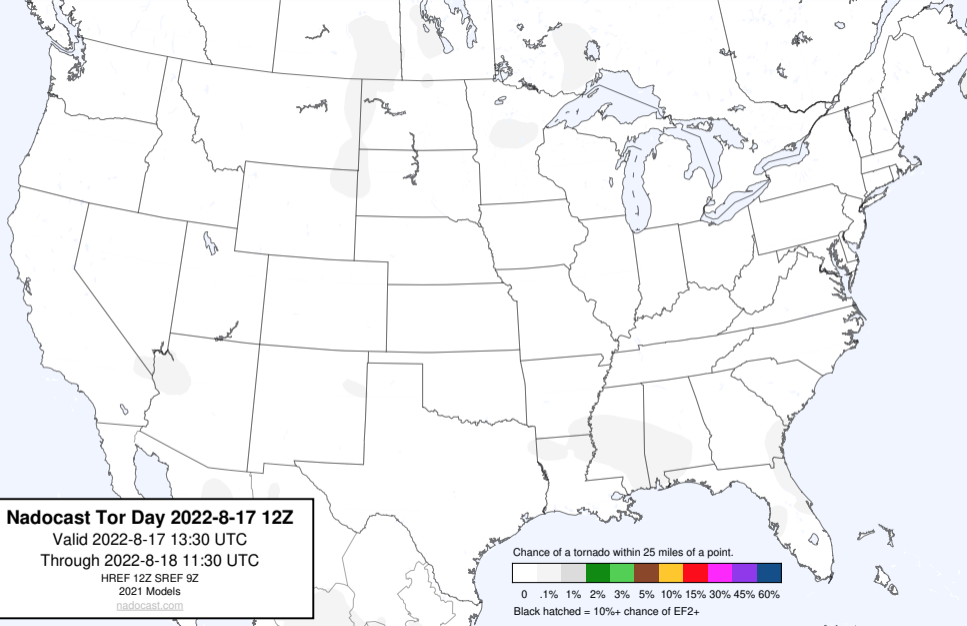 Nadocast Tor Day 2022-8-17 12Z
Valid 2022-8-17 13:30 UTC
Through 2022-8-18 11:30 UTC
HREF 12Z SREF 9Z
2021 Models
nadocast.com
Chance of a tornado within 25 miles of a point.
0 .1% 1% 2% 3% 5% 10% 15% 30% 45% 60%
Black hatched = 10%+ chance of EF2+